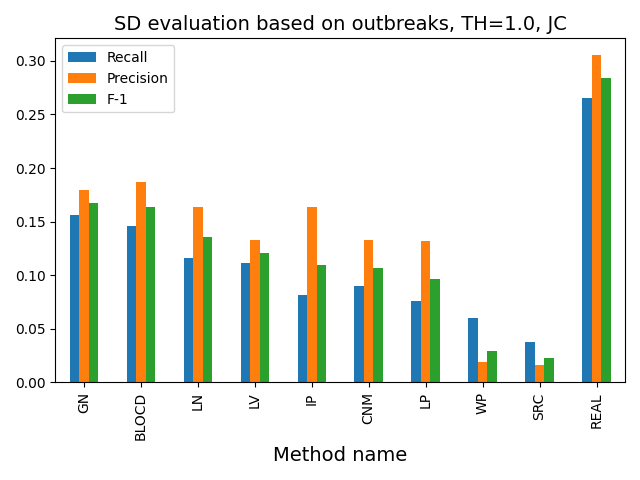 SD evaluation based on outbreaks, TH=1.0, JC
Recall
Precision
F-1
0.30
0.25
0.20
0.15
0.10
0.05
0.00
GN
BLOCD
LN
LV
IP
CNM
LP
WP
SRC
REAL
Method name